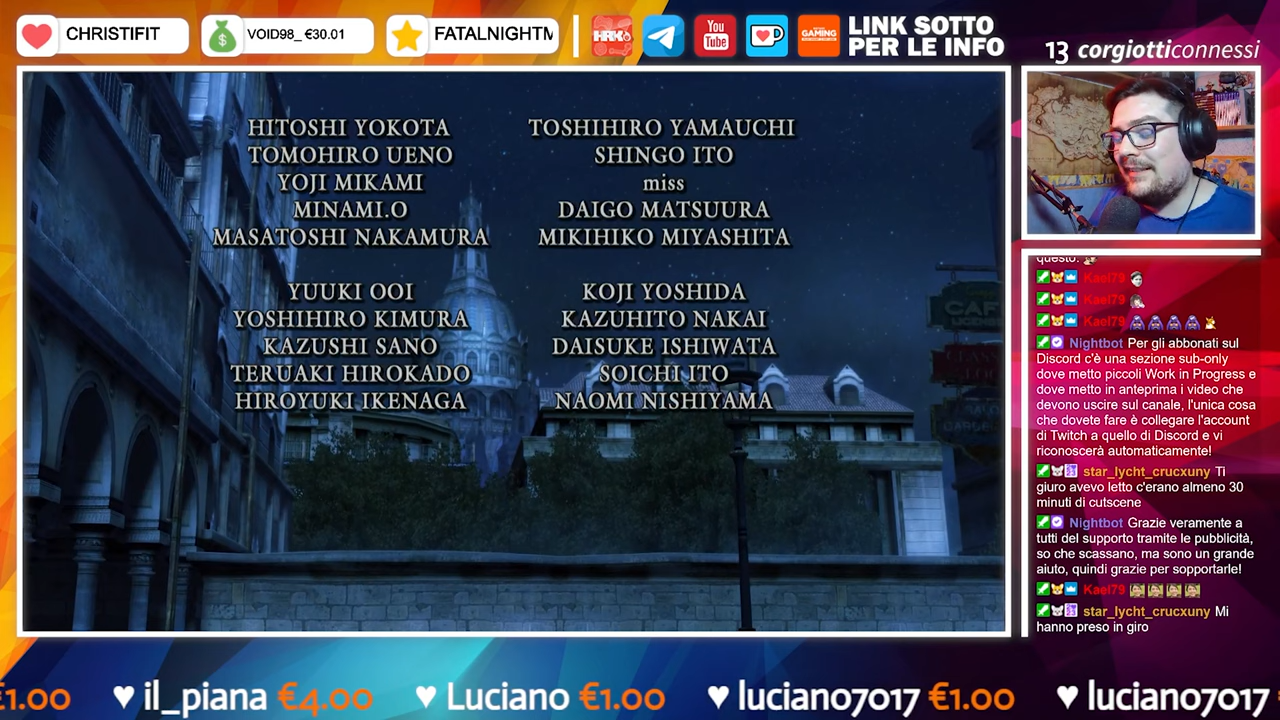 CHRISTIFIT
VOID98_ €30.01
FATALNIGHTM
HRK
You
Tube
GAMING
LINK SOTTO
PER LE INFO
13 corgiotticonnessi
HITOSHI YOKOTA
TOMOHIRO UENO
YOJI MIKAMI
MINAMI.O
MASATOSHI NAKAMURA
YUUKI OOI
YOSHIHIRO KIMURA
KAZUSHI SANO
TERUAKI HIROKADO
HIROYUKI IKENAGA
TOSHIHIRO YAMAUCHI
SHINGO ITO
miss
DAIGO MATSUURA
MIKIHIKO MIYASHITA
KOJI YOSHIDA
KAZUHITO NAKAI
DAISUKE ISHIWATA
SOICHI ITO
NAOMI NISHIYAMA
CAFE
questo.
Kael79
Kael79
Kael79
Nightbot Per gli abbonati sul
Discord c'è una sezione sub-only
dove metto piccoli Work in Progress e
dove metto in anteprima i video che
devono uscire sul canale, l'unica cosa
che dovete fare è collegare l'account
di Twitch a quello di Discord e vi
riconoscerà automaticamente!
star_lycht_crucxuny Ti
giuro avevo letto c'erano almeno 30
minuti di cutscene
Nightbot Grazie veramente a
tutti del supporto tramite le pubblicità,
so che scassano, ma sono un grande
aiuto, quindi grazie per sopportarle!
Kael79
star_lycht_crucxuny Mi
hanno preso in giro
€1.00 ♥ il_piana €4.00 ♥ Luciano €1.00 ♥ luciano7017 €1.00 ♥ luciano7017